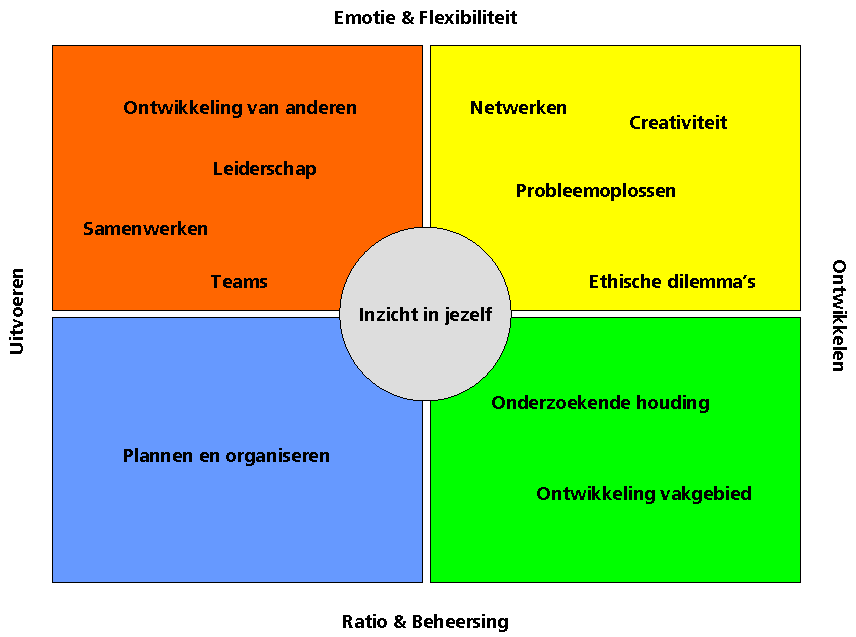 Emotie & Flexibiliteit
Ontwikkeling van anderen
Leiderschap
Samenwerken
Teams
Netwerken
Creativiteit
Probleemoplossen
Ethische dilemma’s
Uitvoeren
Inzicht in jezelf
Ontwikkelen
Plannen en organiseren
Onderzoekende houding
Ontwikkeling vakgebied
Ratio & Beheersing